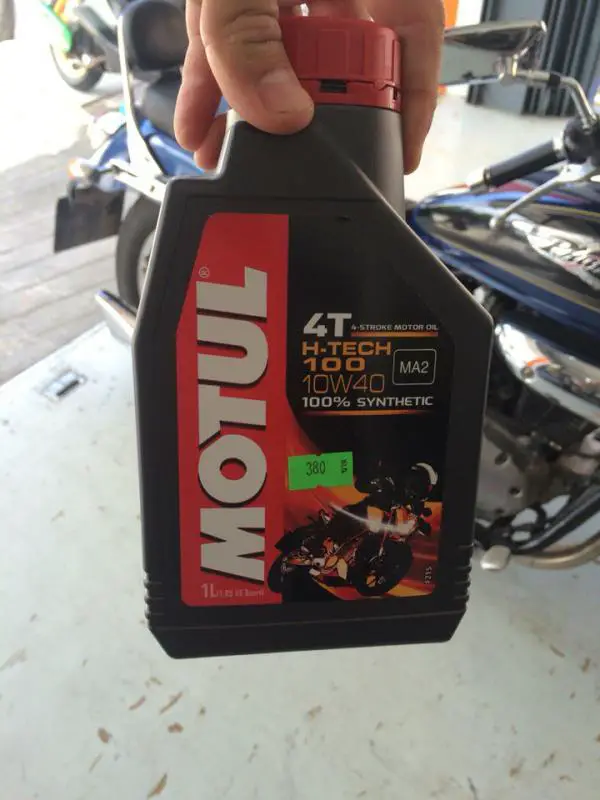 MOTUL®
4T 4-STROKE MOTOR OIL
H-TECH
100
10W40
MA2
100% SYNTHETIC
380
1L